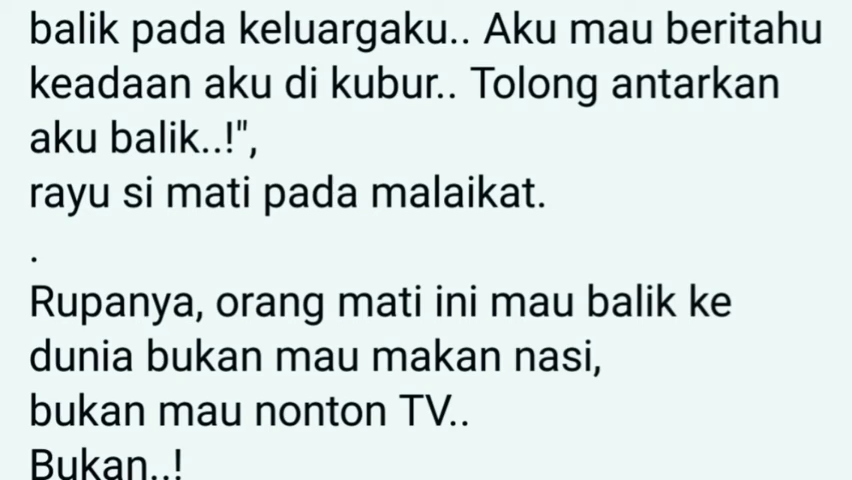 balik pada keluargaku.. Aku mau beritahu
keadaan aku di kubur.. Tolong antarkan
aku balik..!",
rayu si mati pada malaikat.
.
Rupanya, orang mati ini mau balik ke
dunia bukan mau makan nasi,
bukan mau nonton TV..
Bukan..!